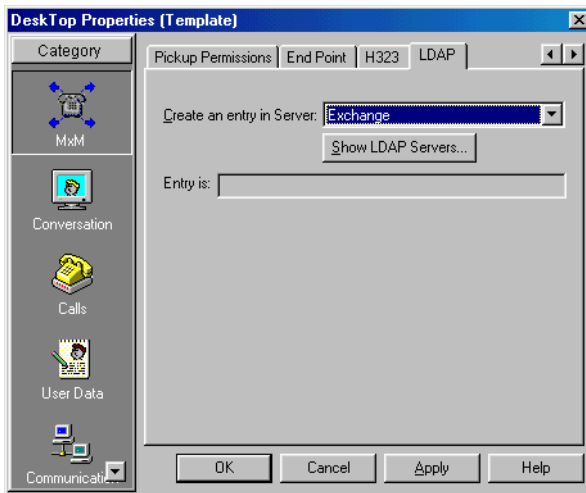 DeskTop Properties (Template)
Category
Pickup Permissions End Point H323 LDAP
MxM
Create an entry in Server: Exchange
Show LDAP Servers...
Entry is:
Conversation
Calls
User Data
Communicatio
OK Cancel Apply Help